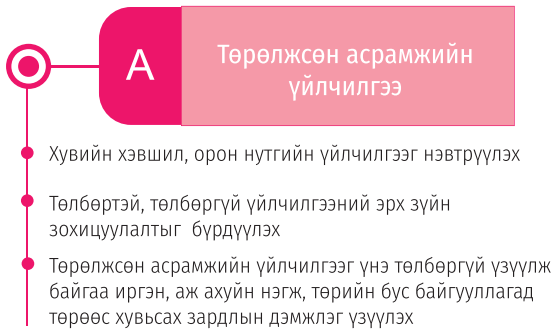 А
Төрөлжсөн асрамжийн
үйлчилгээ
Хувийн хэвшил, орон нутгийн үйлчилгээг нэвтрүүлэх
Төлбөртэй, төлбөргүй үйлчилгээний эрх зүйн
зохицуулалтыг бүрдүүлэх
Төрөлжсөн асрамжийн үйлчилгээг үнэ төлбөргүй үзүүлж
байгаа иргэн, аж ахуйн нэгж, төрийн бус байгууллагад
төрөөс хувьсах зардлын дэмжлэг үзүүлэх